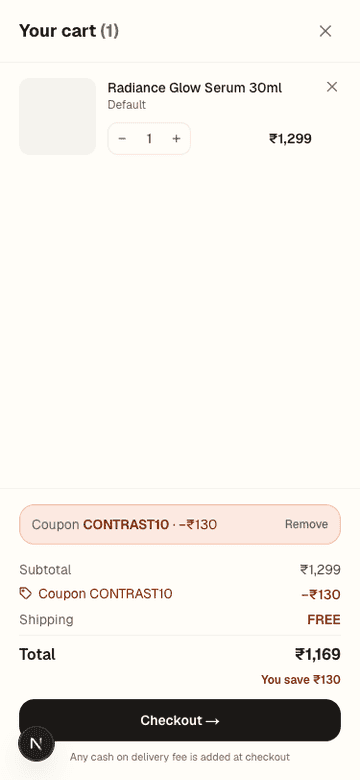 Your cart (1)
Radiance Glow Serum 30ml
Default
− 1 +
₹1,299
Coupon CONTRAST10 · −₹130
Remove
Subtotal ₹1,299
Coupon CONTRAST10 −₹130
Shipping FREE
Total ₹1,169
You save ₹130
Checkout →
N
Any cash on delivery fee is added at checkout